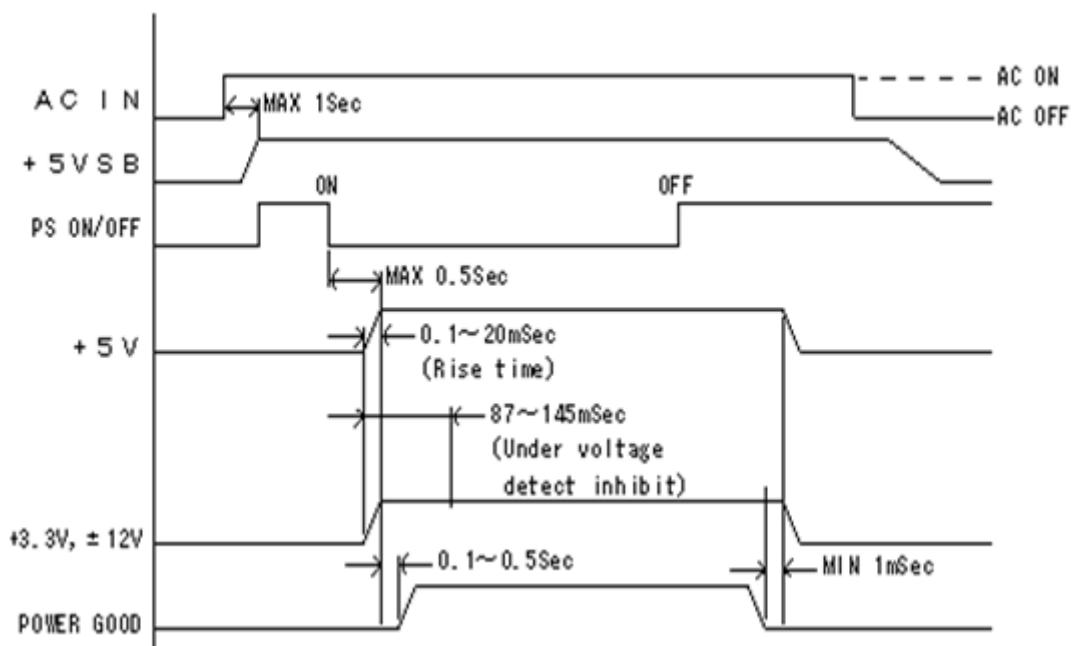 AC IN
MAX 1Sec
AC ON
AC OFF
+5VSB
ON
OFF
PS ON/OFF
MAX 0.5Sec
+5V
0.1~20mSec
(Rise time)
87~145mSec
(Under voltage
detect inhibit)
+3.3V, ±12V
0.1~0.5Sec
MIN 1mSec
POWER GOOD